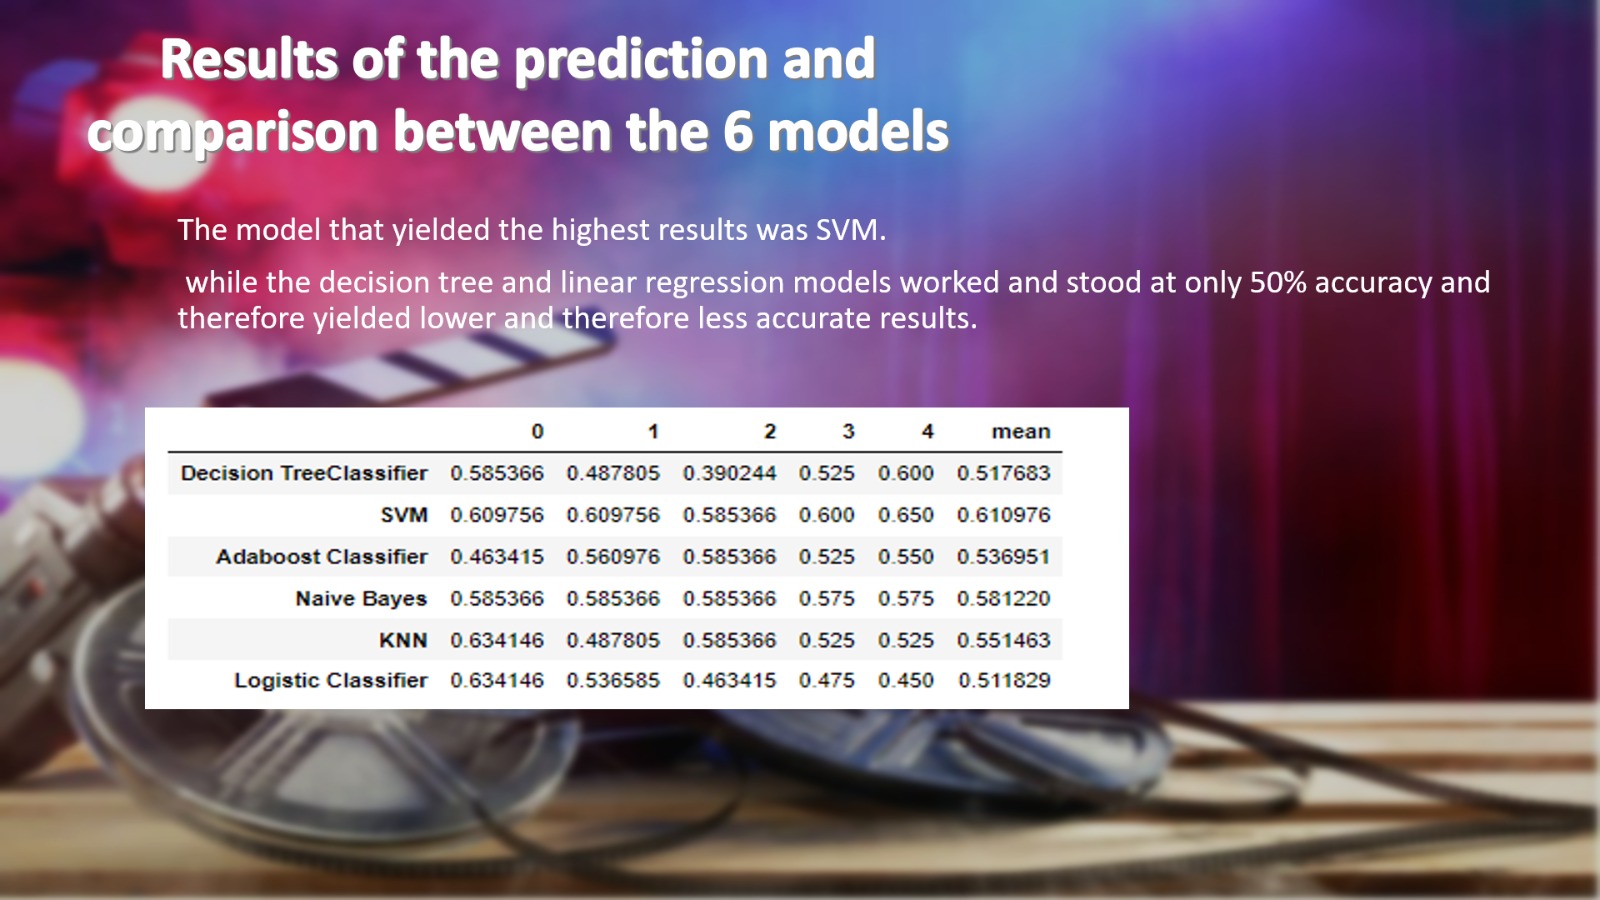 Results of the prediction and
comparison between the 6 models
The model that yielded the highest results was SVM.
while the decision tree and linear regression models worked and stood at only 50% accuracy and
therefore yielded lower and therefore less accurate results.
0 1 2 3 4 mean
Decision TreeClassifier 0.585366 0.487805 0.390244 0.525 0.600 0.517683
SVM 0.609756 0.609756 0.585366 0.600 0.650 0.610976
Adaboost Classifier 0.463415 0.560976 0.585366 0.525 0.550 0.536951
Naive Bayes 0.585366 0.585366 0.585366 0.575 0.575 0.581220
KNN 0.634146 0.487805 0.585366 0.525 0.525 0.551463
Logistic Classifier 0.634146 0.536585 0.463415 0.475 0.450 0.511829